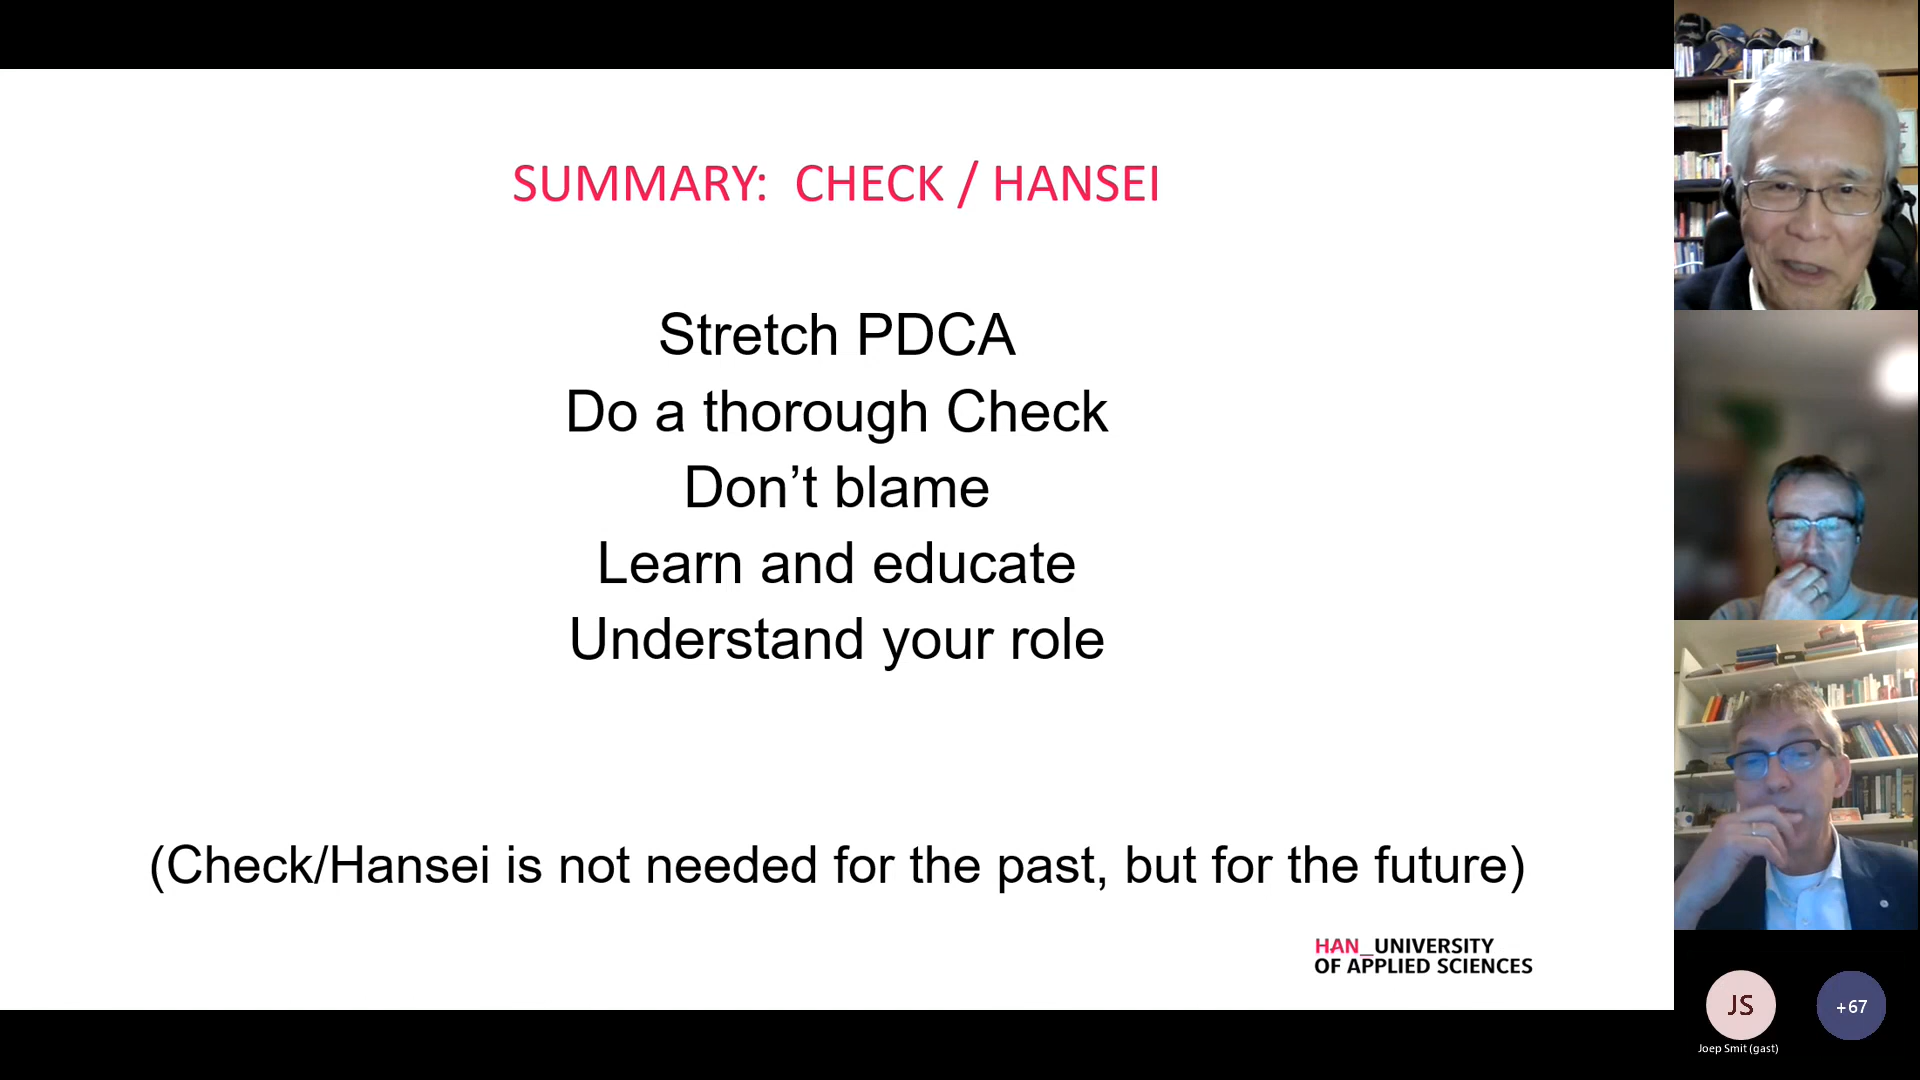 SUMMARY: CHECK / HANSEI
Stretch PDCA
Do a thorough Check
Don’t blame
Learn and educate
Understand your role
(Check/Hansei is not needed for the past, but for the future)
HAN_UNIVERSITY
OF APPLIED SCIENCES
JS
+67
Joep Smit (gast)